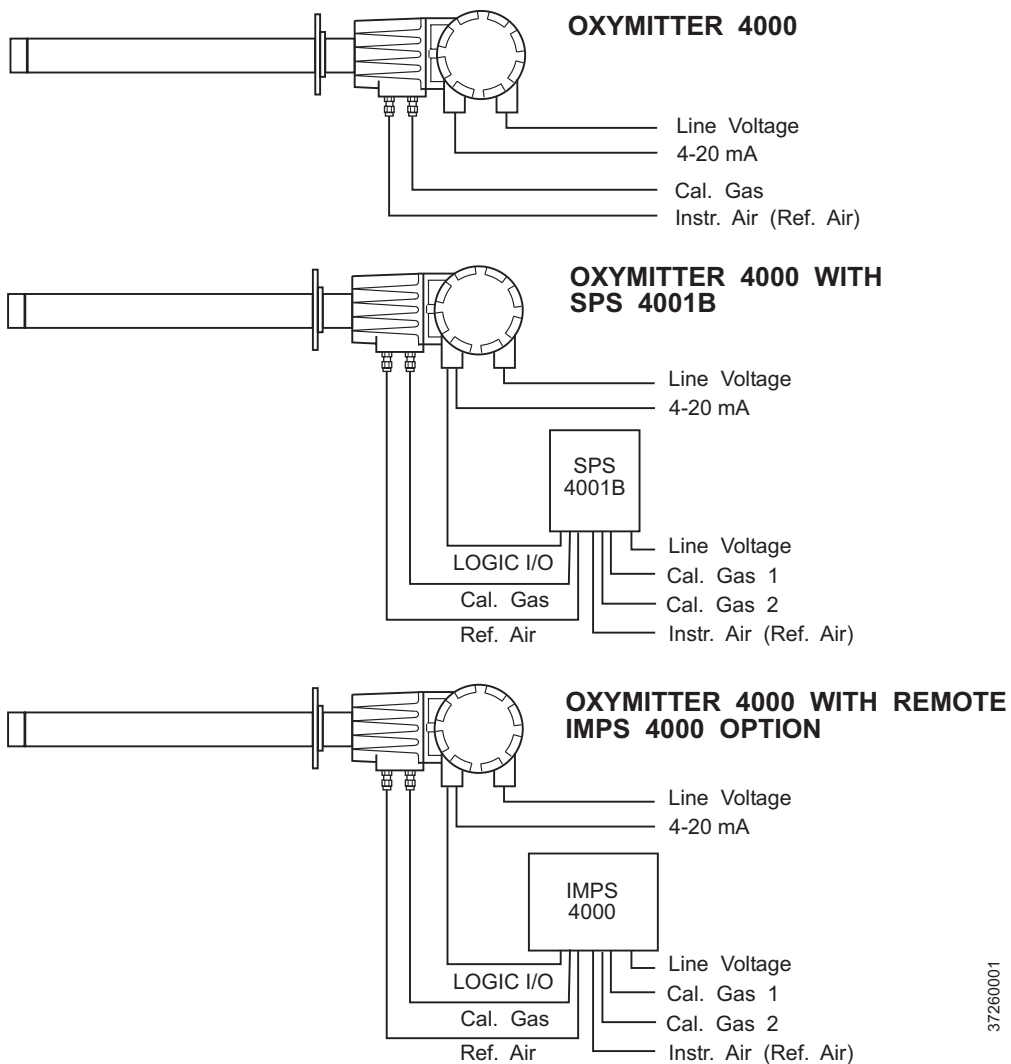 OXYMITTER 4000
Line Voltage
4-20 mA
Cal. Gas
Instr. Air (Ref. Air)
OXYMITTER 4000 WITH
SPS 4001B
Line Voltage
4-20 mA
SPS
4001B
LOGIC I/O
Cal. Gas
Ref. Air
Line Voltage
Cal. Gas 1
Cal. Gas 2
Instr. Air (Ref. Air)
OXYMITTER 4000 WITH REMOTE
IMPS 4000 OPTION
Line Voltage
4-20 mA
IMPS
4000
LOGIC I/O
Cal. Gas
Ref. Air
Line Voltage
Cal. Gas 1
Cal. Gas 2
Instr. Air (Ref. Air)
37260001